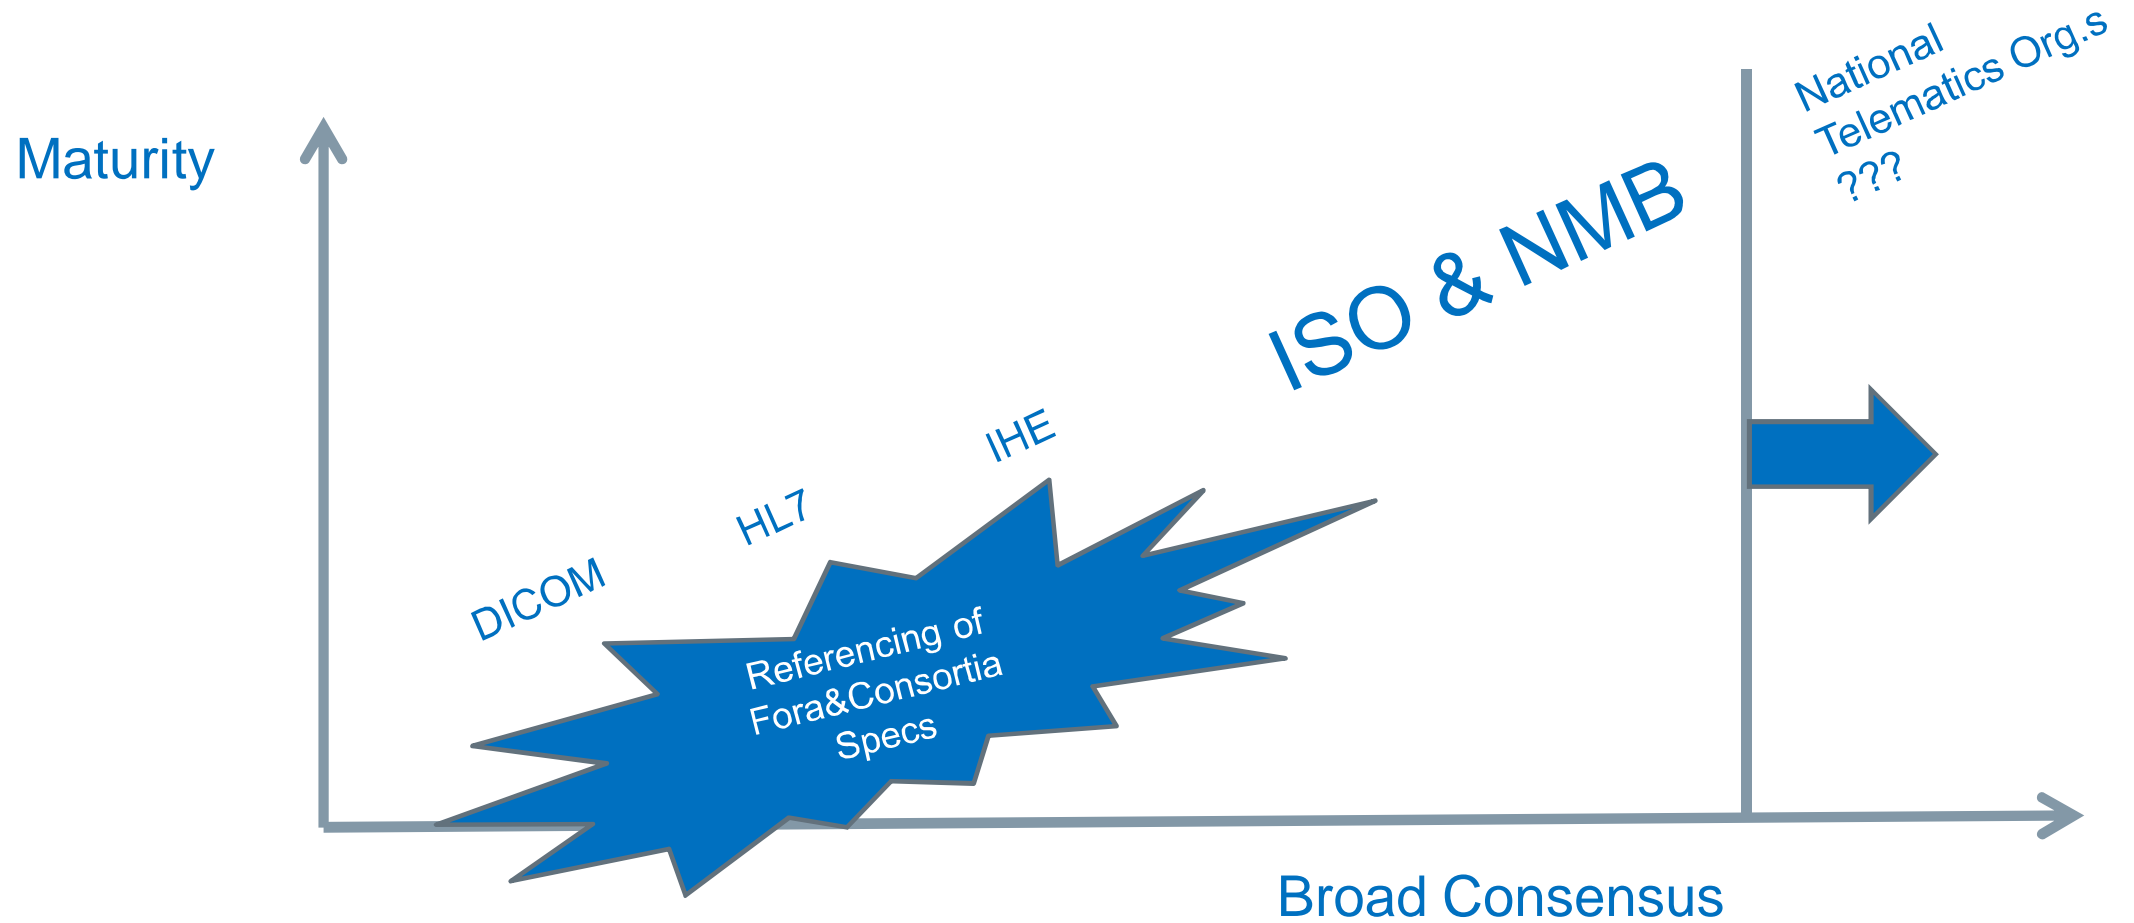 National
Telematics Org.s
???
Maturity
ISO & NMB
IHE
HL7
DICOM
Referencing of
Fora&Consortia
Specs
Broad Consensus